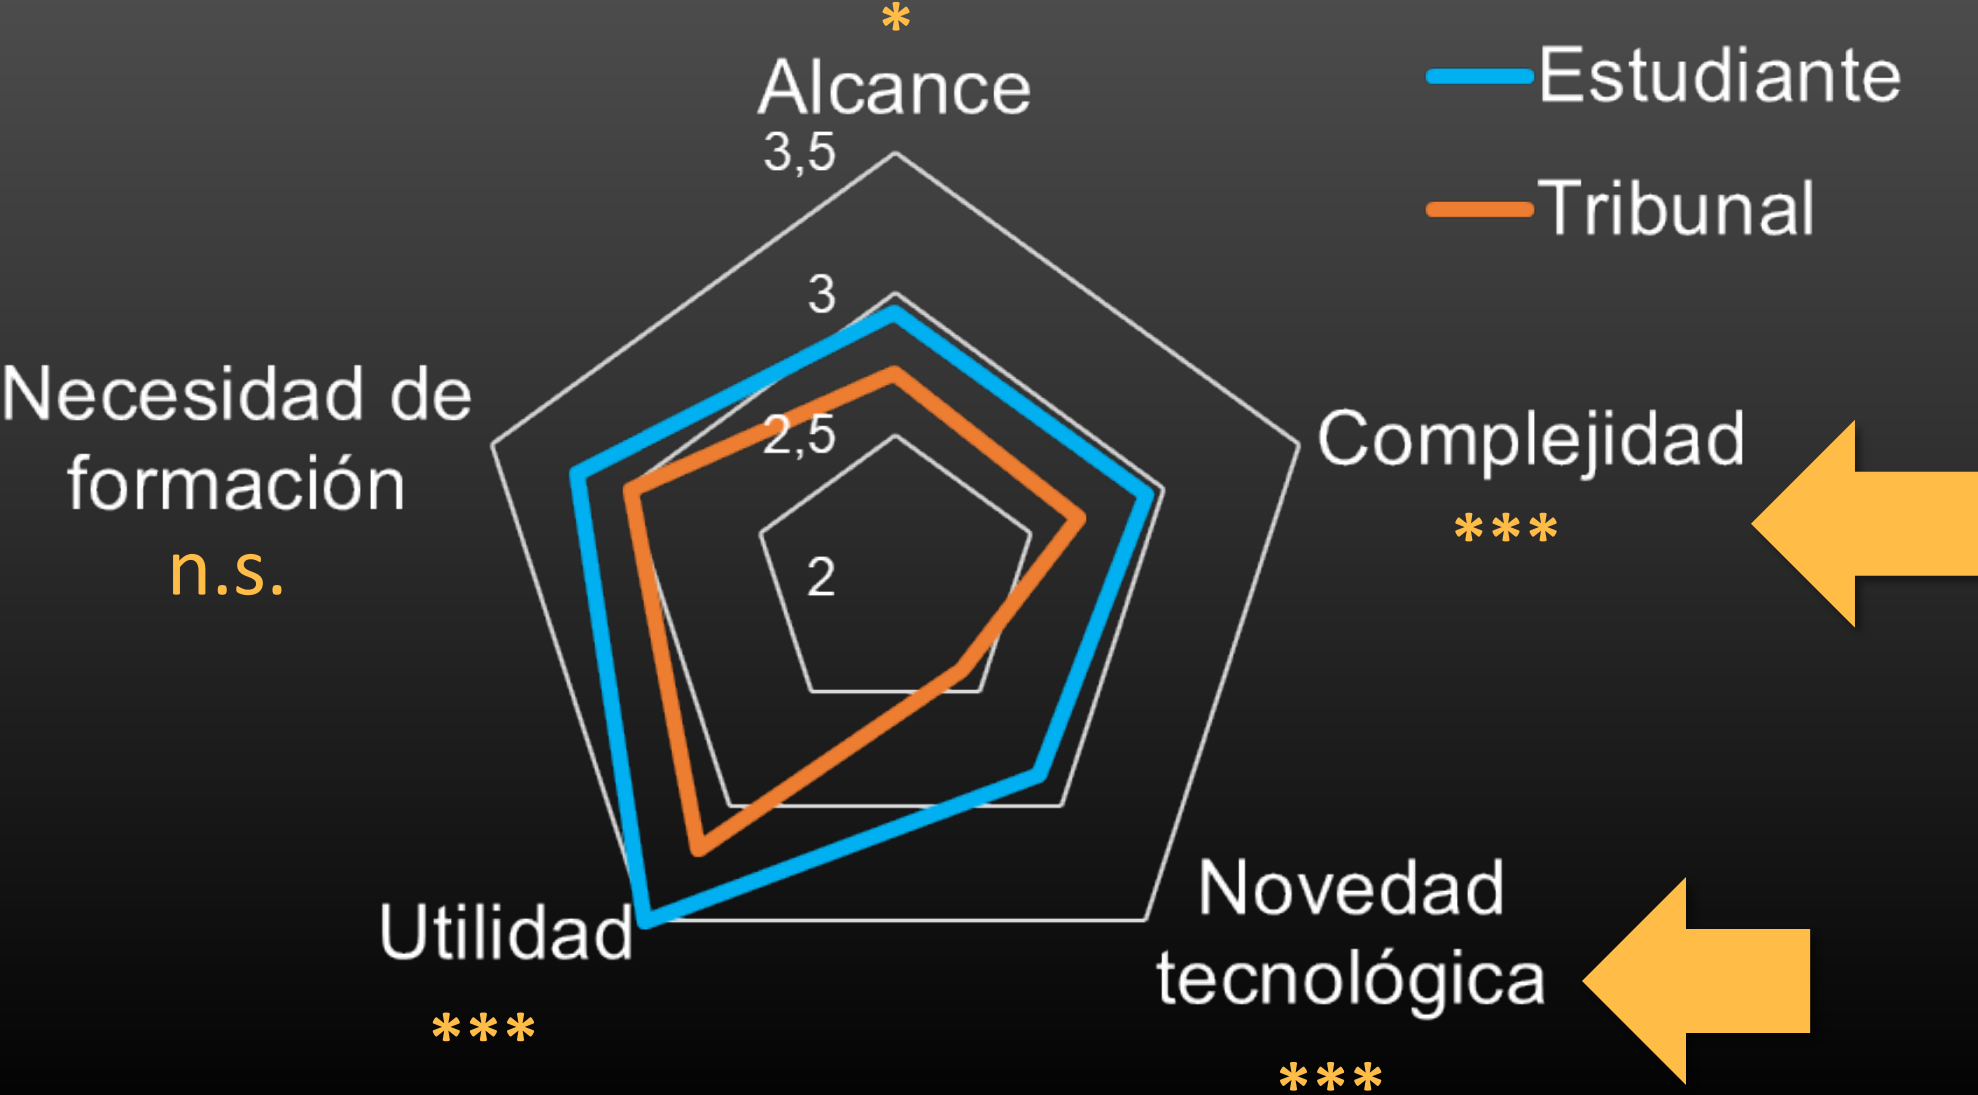 *
Alcance
Estudiante
Tribunal
3,5
3
2,5
2
Complejidad
***
Novedad
tecnológica
***
Utilidad
***
Necesidad de
formación
n.s.